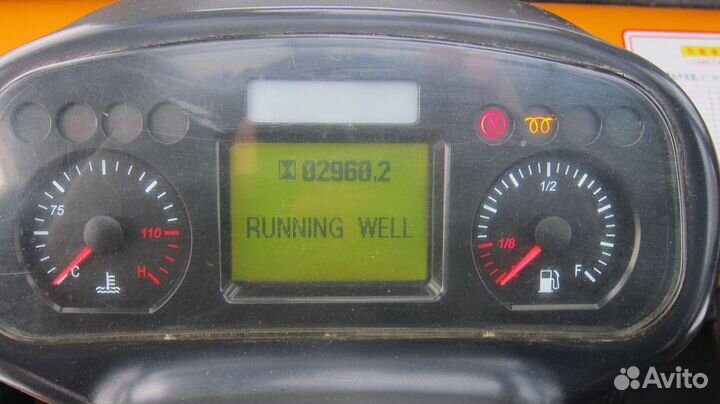 02960.2
RUNNING WELL
75
110
C
H
1/2
1/8
F
N
Avito